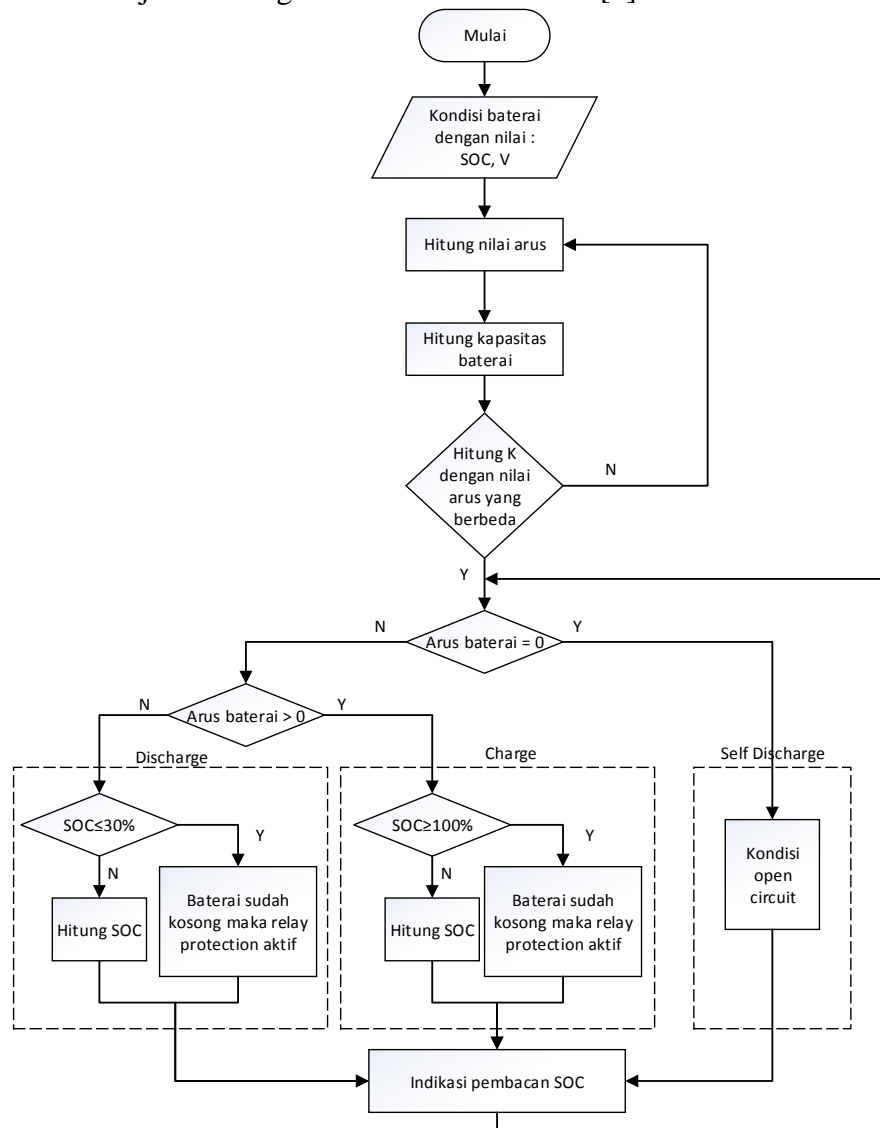 Mulai
Kondisi baterai
dengan nilai :
SOC, V
Hitung nilai arus
Hitung kapasitas
baterai
Hitung K
dengan nilai
arus yang
berbeda
N
Y
Arus baterai = 0
N
Y
Arus baterai > 0
N
Y
Discharge
Charge
Self Discharge
SOC≤30%
Y
N
Hitung SOC
Baterai sudah
kosong maka relay
protection aktif
SOC≥100%
Y
N
Hitung SOC
Baterai sudah
kosong maka relay
protection aktif
Kondisi
open
circuit
Indikasi pembacan SOC